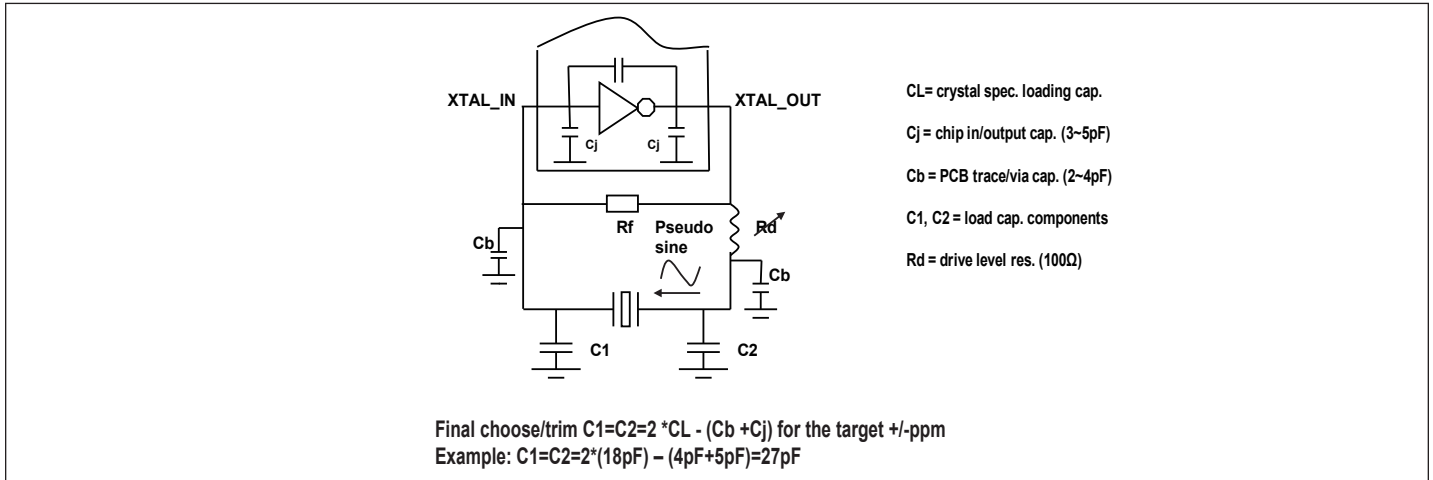 XTAL_IN
XTAL_OUT
Cj
Cj
Rf
Pseudo
sine
Rd
Cb
Cb
C1
C2
CL= crystal spec. loading cap.
Cj = chip in/output cap. (3~5pF)
Cb = PCB trace/via cap. (2~4pF)
C1, C2 = load cap. components
Rd = drive level res. (100Ω)
Final choose/trim C1=C2=2 *CL - (Cb +Cj) for the target +/-ppm
Example: C1=C2=2*(18pF) – (4pF+5pF)=27pF